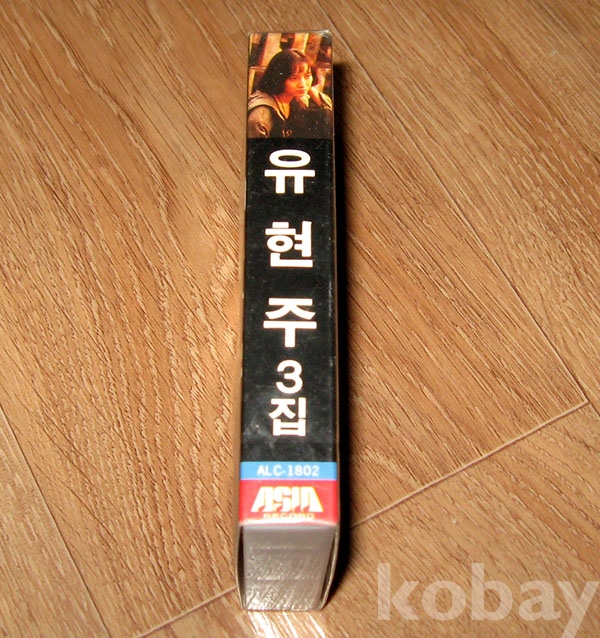 유현주
3집
ALC-1802
ASIA
RECORD
kobay